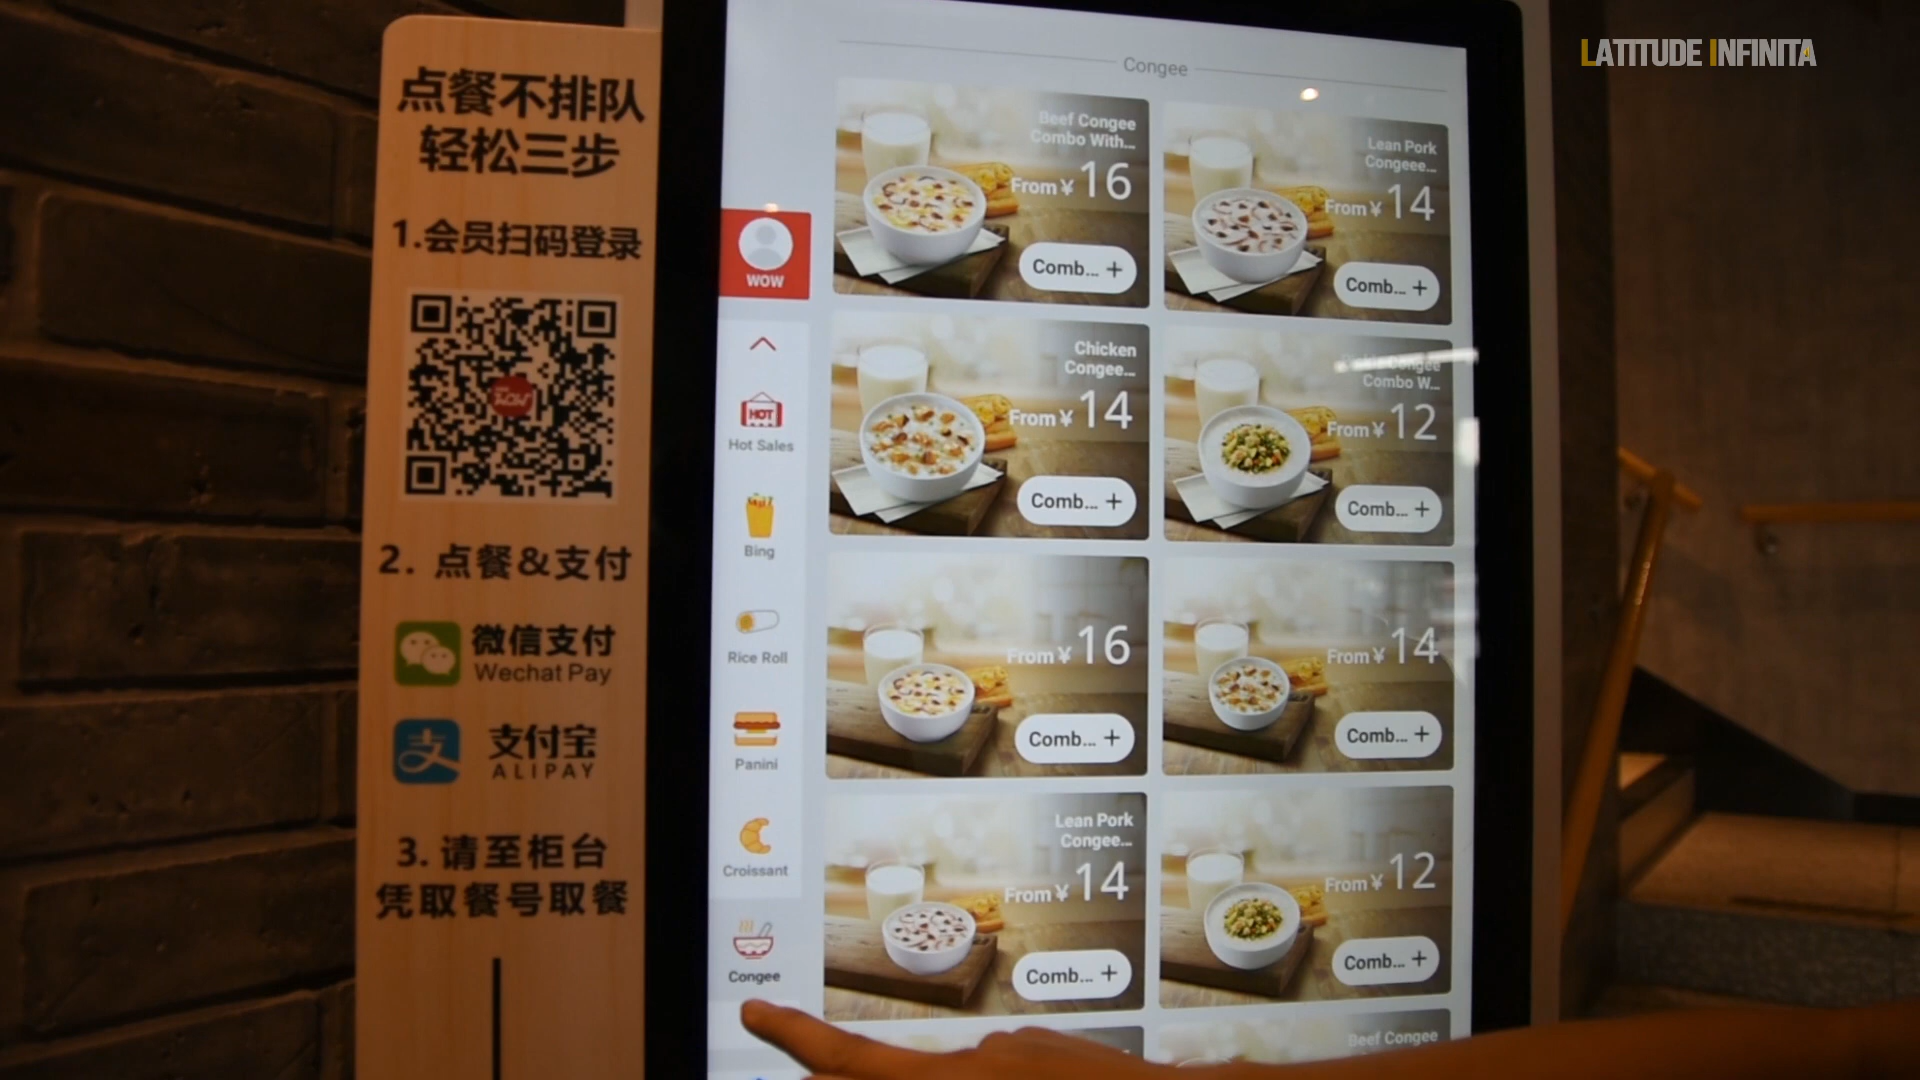 LATITUDE INFINITA
点餐不排队
轻松三步
1.会员扫码登录
2. 点餐&支付
微信支付
Wechat Pay
支付宝
ALIPAY
3. 请至柜台
凭取餐号取餐
WOW
HOT
Hot Sales
Bing
Rice Roll
Panini
Croissant
Congee
Congee
Beef Congee
Combo With...
From ¥ 16
Comb... +
Lean Pork
Congeee...
From ¥ 14
Comb... +
Chicken
Congee...
From ¥ 14
Comb... +
Congee
Combo W...
From ¥ 12
Comb... +
From ¥ 16
Comb... +
From ¥ 14
Comb... +
Lean Pork
Congee...
From ¥ 14
Comb... +
From ¥ 12
Comb... +
Beef Congee